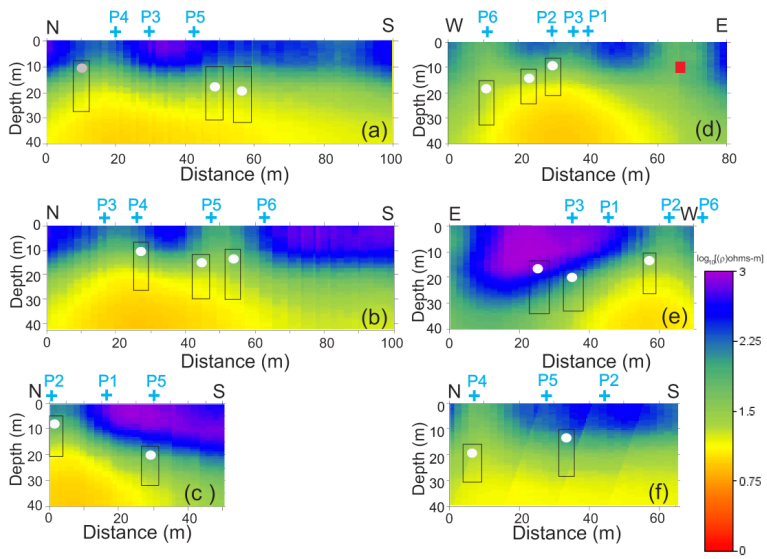 N P4 P3 P5 S
0
10
20
30
40
Depth (m)
(a)
0 20 40 60 80 100
Distance (m)
W P6 P2 P3 P1 E
0
10
20
30
40
Depth (m)
(d)
0 20 40 60 80
Distance (m)
N P3 P4 P5 P6 S
0
10
20
30
40
Depth (m)
(b)
0 20 40 60 80 100
Distance (m)
E P3 P1 P2 W P6
0
10
20
30
40
Depth (m)
(e)
0 20 40 60
Distance (m)
log10[(ρ)ohms-m]
3
2.25
1.5
0.75
0
N P2 P1 P5 S
0
10
20
30
40
Depth (m)
(c)
0 20 40
Distance (m)
N P4 P5 P2 S
0
10
20
30
40
Depth (m)
(f)
0 20 40 60
Distance (m)